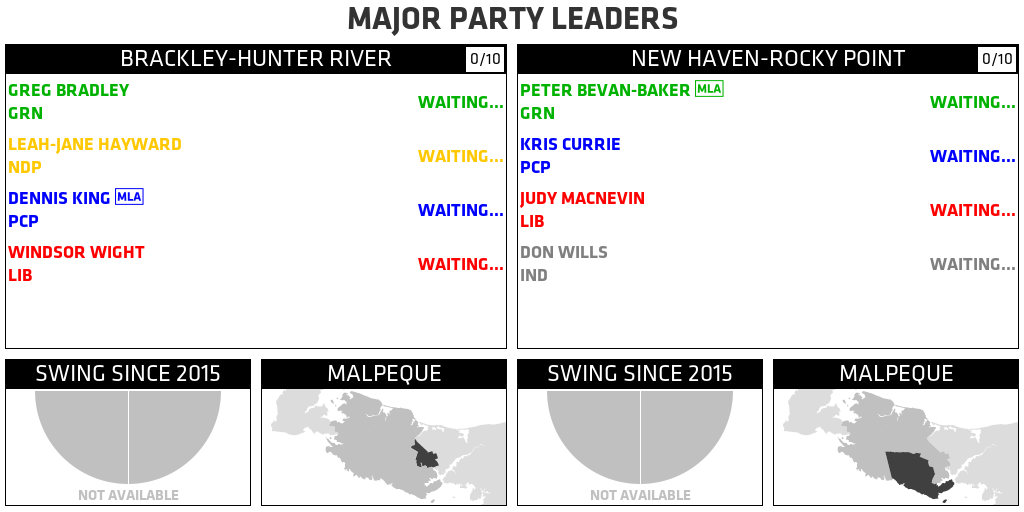 MAJOR PARTY LEADERS
BRACKLEY-HUNTER RIVER 0/10
GREG BRADLEY
GRN
WAITING...
LEAH-JANE HAYWARD
NDP
WAITING...
DENNIS KING MLA
PCP
WAITING...
WINDSOR WIGHT
LIB
WAITING...
NEW HAVEN-ROCKY POINT 0/10
PETER BEVAN-BAKER MLA
GRN
WAITING...
KRIS CURRIE
PCP
WAITING...
JUDY MACNEVIN
LIB
WAITING...
DON WILLS
IND
WAITING...
SWING SINCE 2015
NOT AVAILABLE
MALPEQUE
SWING SINCE 2015
NOT AVAILABLE
MALPEQUE